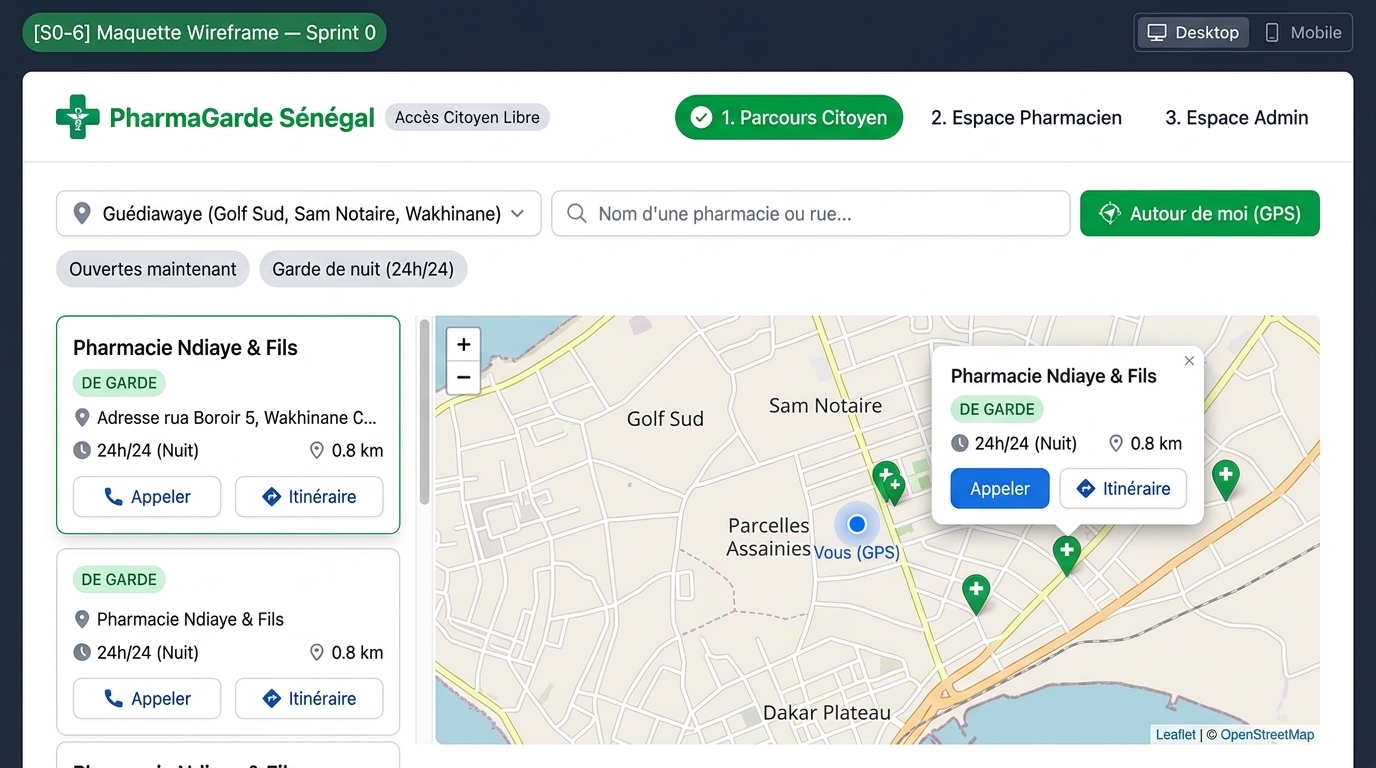 [S0-6] Maquette Wireframe — Sprint 0
Desktop
Mobile
PharmaGarde Sénégal
Accès Citoyen Libre
1. Parcours Citoyen
2. Espace Pharmacien
3. Espace Admin
Guédiawaye (Golf Sud, Sam Notaire, Wakhinane)
Nom d'une pharmacie ou rue...
Autour de moi (GPS)
Ouvertes maintenant
Garde de nuit (24h/24)
Pharmacie Ndiaye & Fils
DE GARDE
Adresse rua Boroir 5, Wakhinane C...
24h/24 (Nuit)
0.8 km
Appeler
Itinéraire
DE GARDE
Pharmacie Ndiaye & Fils
24h/24 (Nuit)
0.8 km
Appeler
Itinéraire
+
−
Golf Sud
Sam Notaire
Parcelles
Assainies
Vous (GPS)
Dakar Plateau
Pharmacie Ndiaye & Fils
DE GARDE
24h/24 (Nuit)
0.8 km
Appeler
Itinéraire
Leaflet | © OpenStreetMap